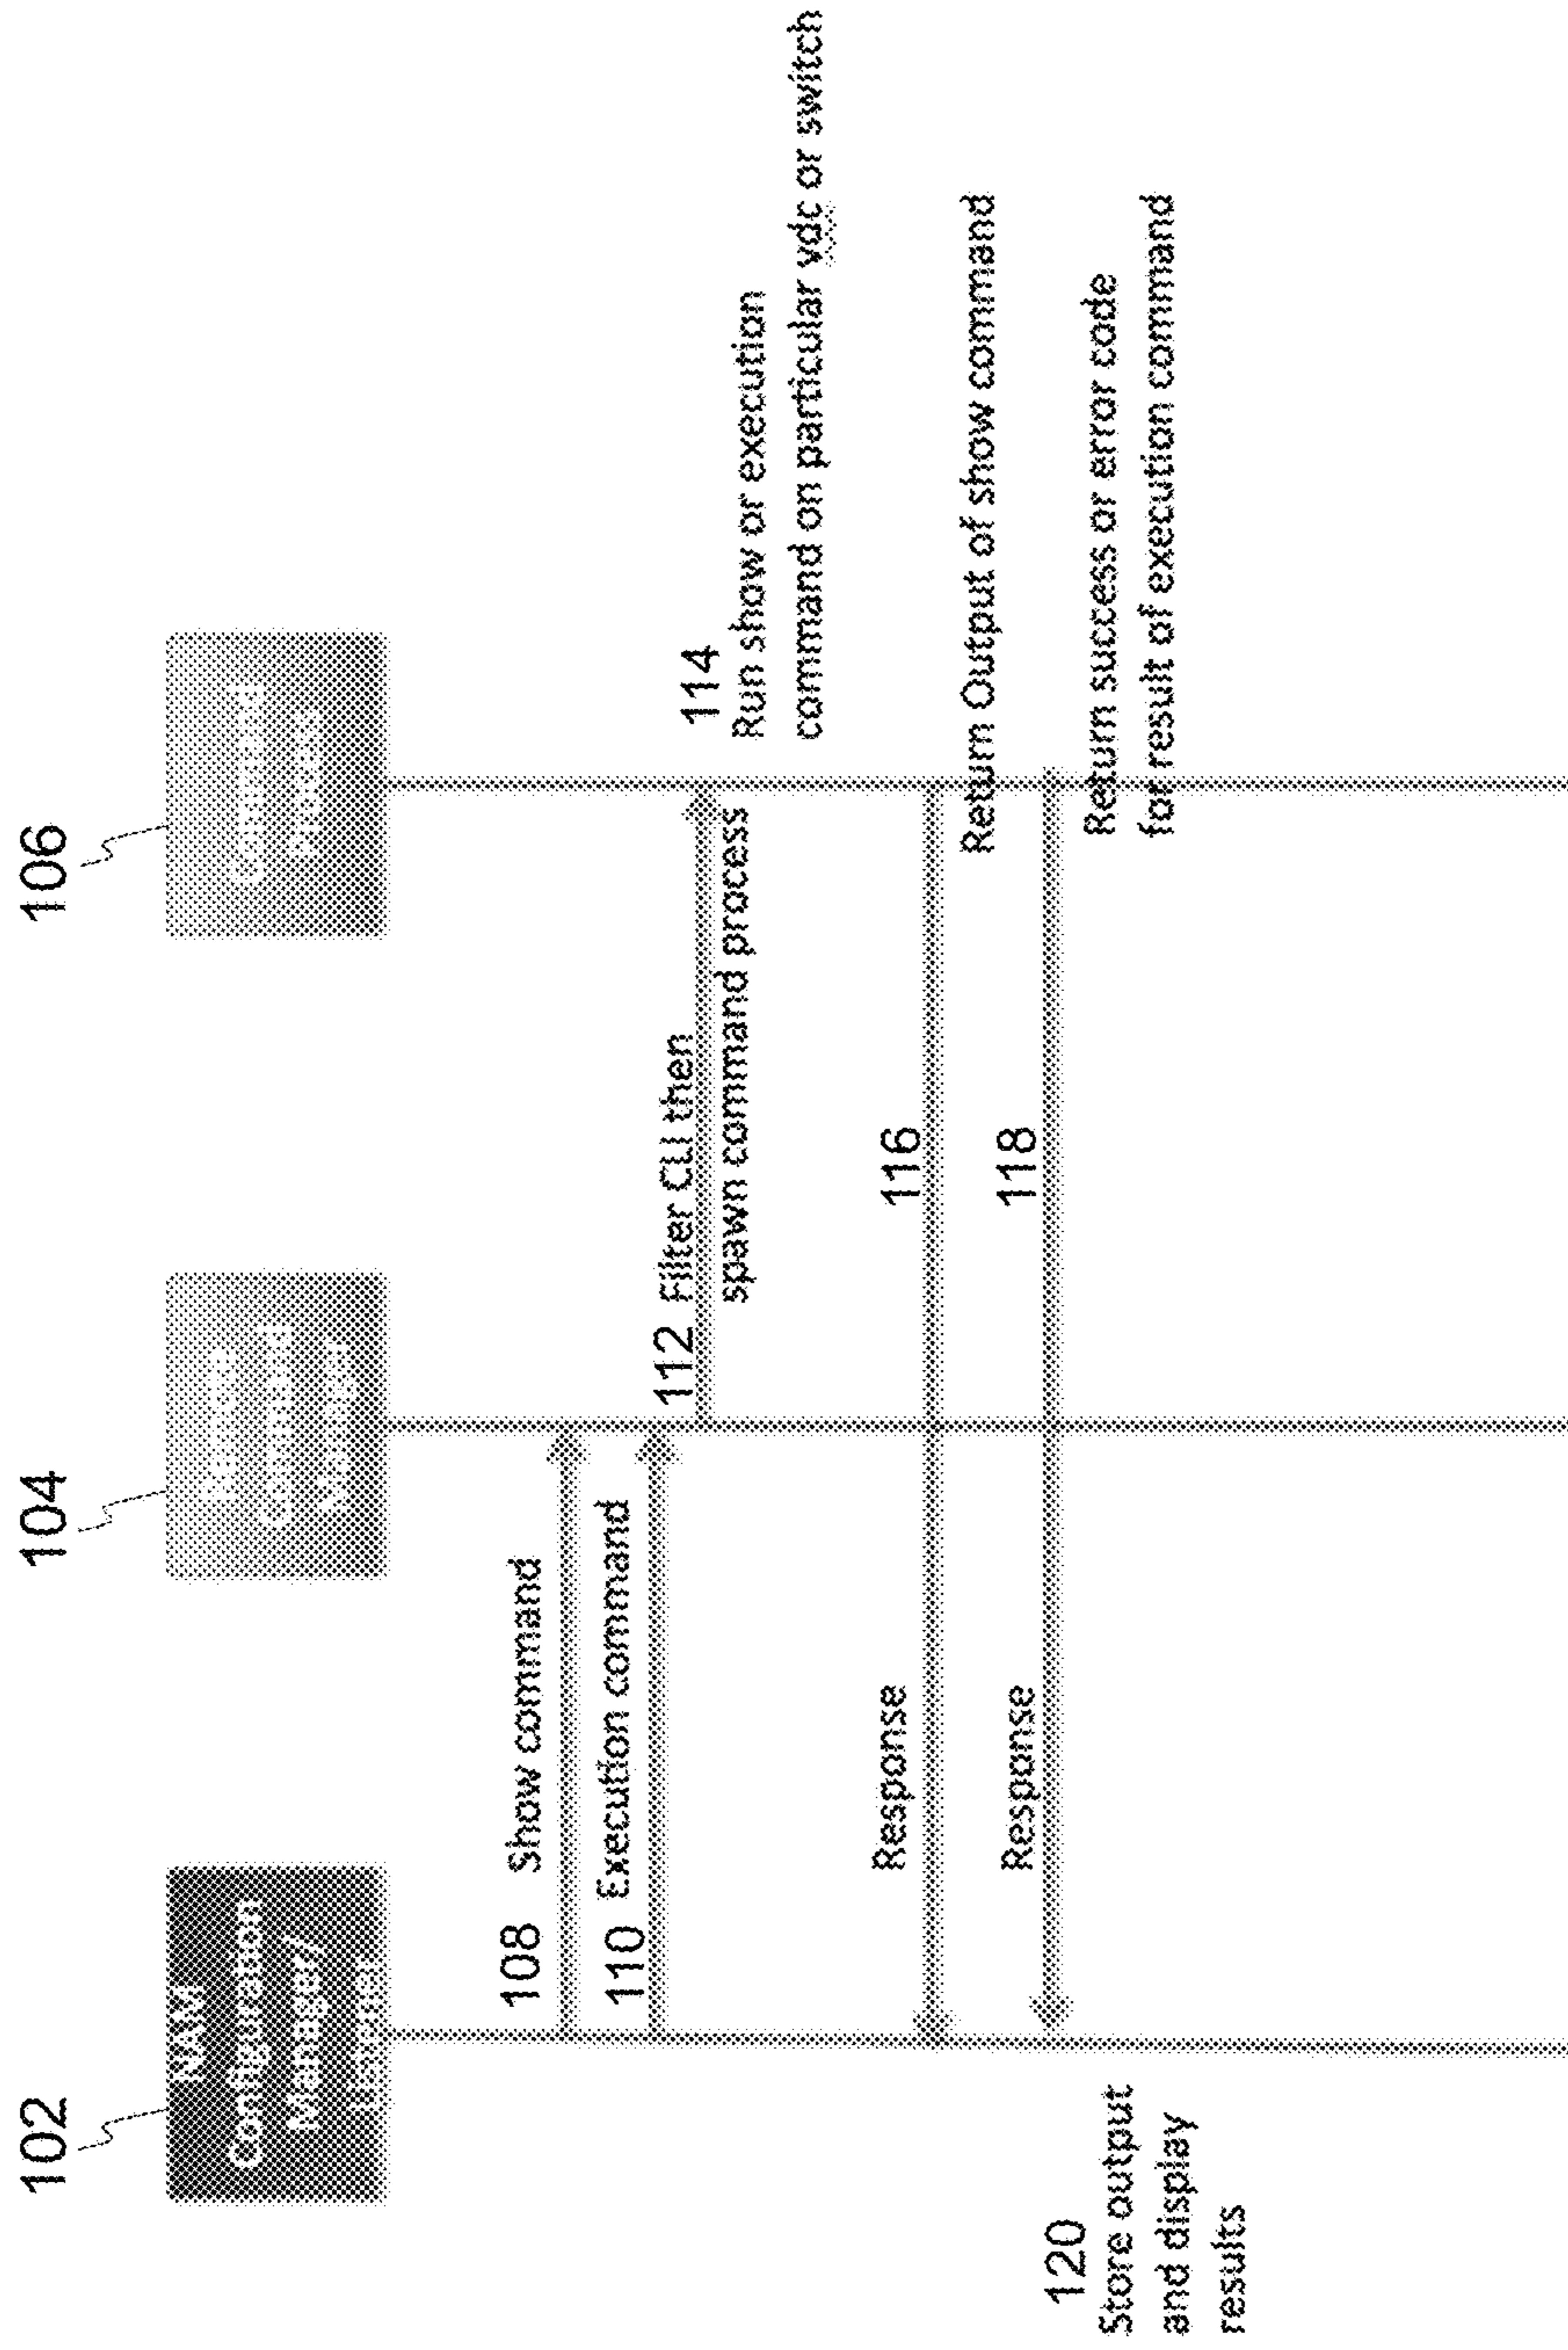 102
104
106
NAM
Configuration
Manager/
Command
Command
108 Show command
110 Execution command
112 Filter CLI then
spawn command process
114
Run show or execution
command on particular vdc or switch
Response
116
Return Output of show command
Response
118
Return success or error code
for result of execution command
120
Store output
and display
results